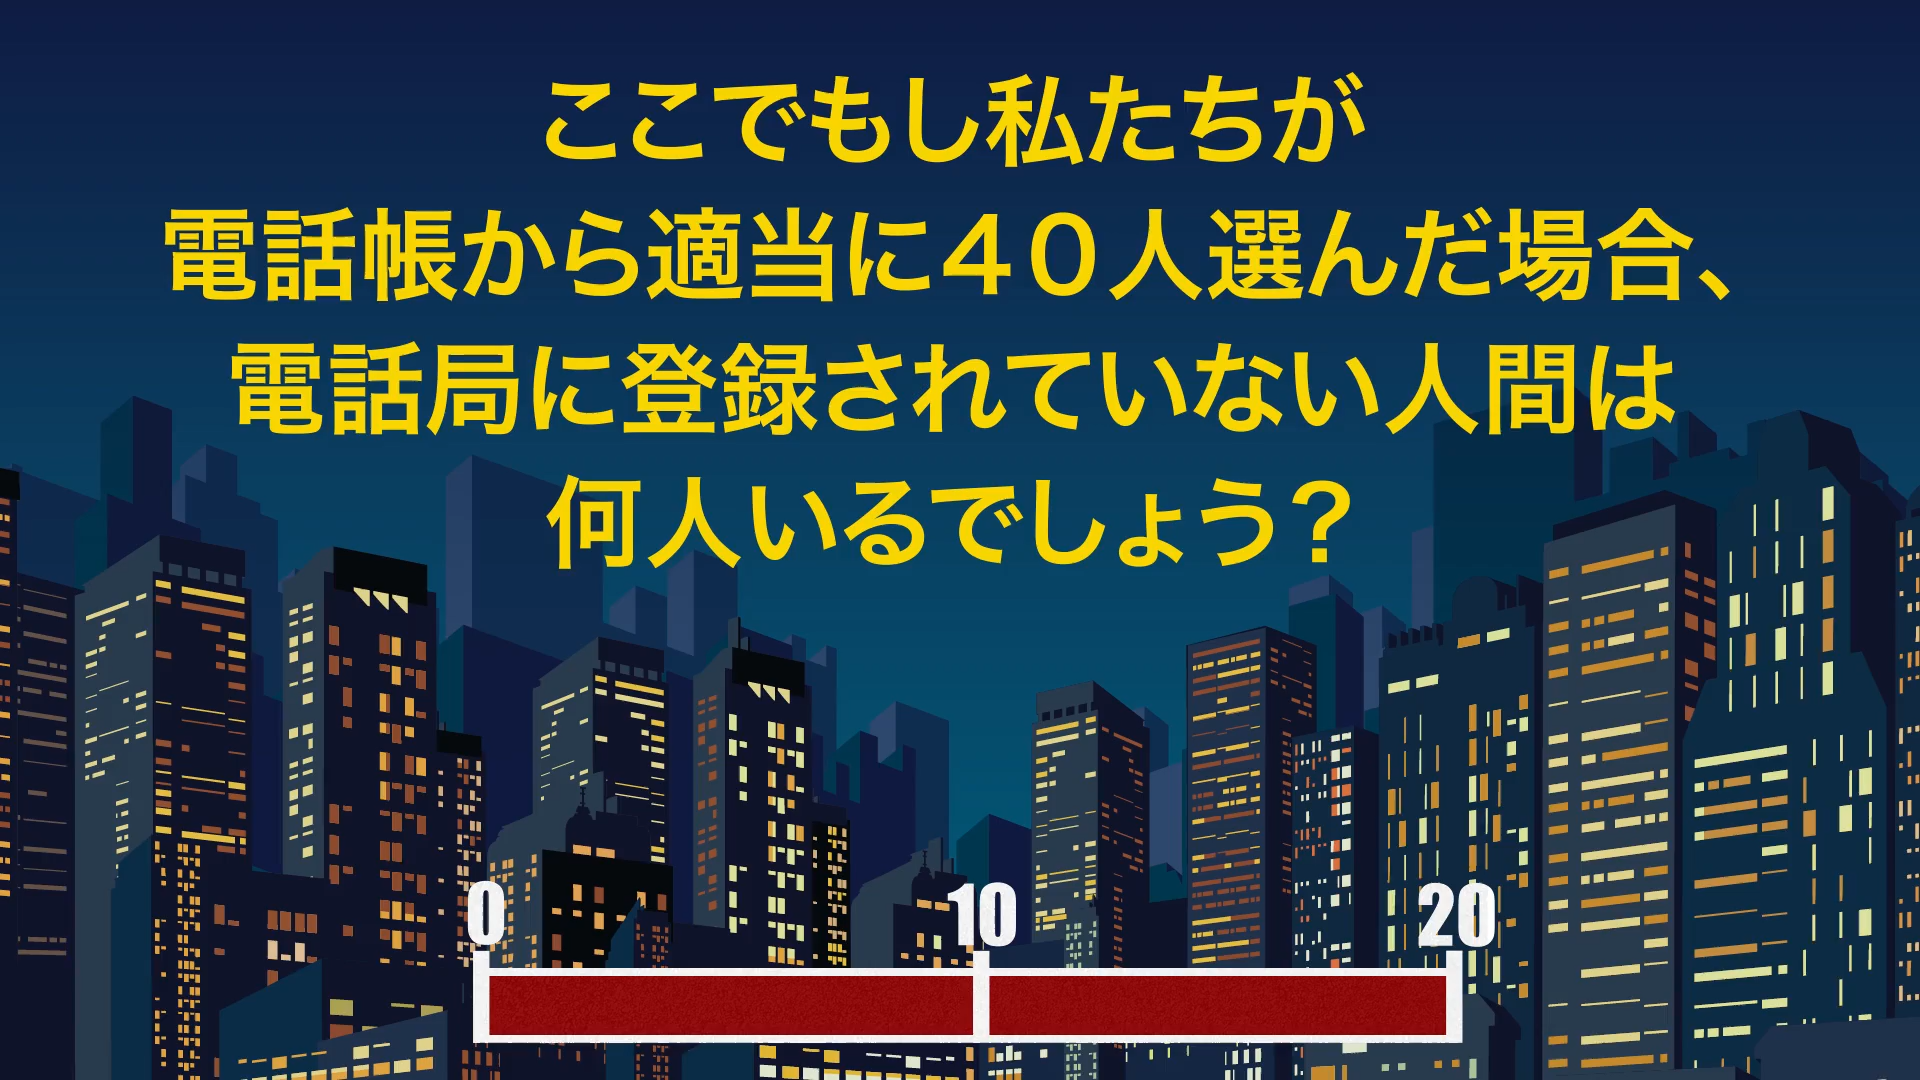 ここでもし私たちが
電話帳から適当に４０人選んだ場合、
電話局に登録されていない人間は
何人いるでしょう？
0 10 20